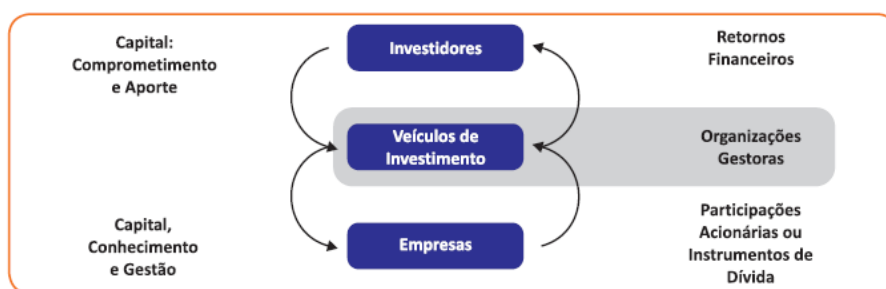 Capital:
Comprometimento
e Aporte
Investidores
Retornos
Financeiros
Veículos de
Investimento
Organizações
Gestoras
Capital,
Conhecimento
e Gestão
Empresas
Participações
Acionárias ou
Instrumentos de
Dívida